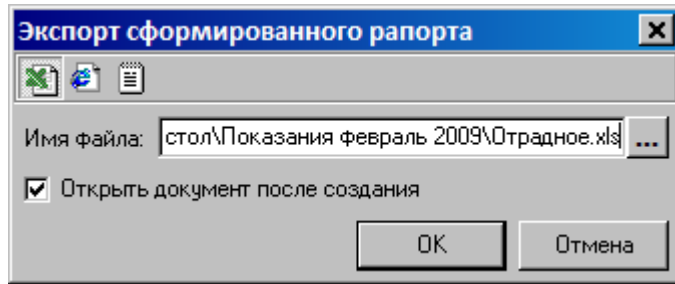 Экспорт сформированного рапорта
Имя файла: стол\Показания февраль 2009\Отрадное.xls ...
Открыть документ после создания
OK Отмена